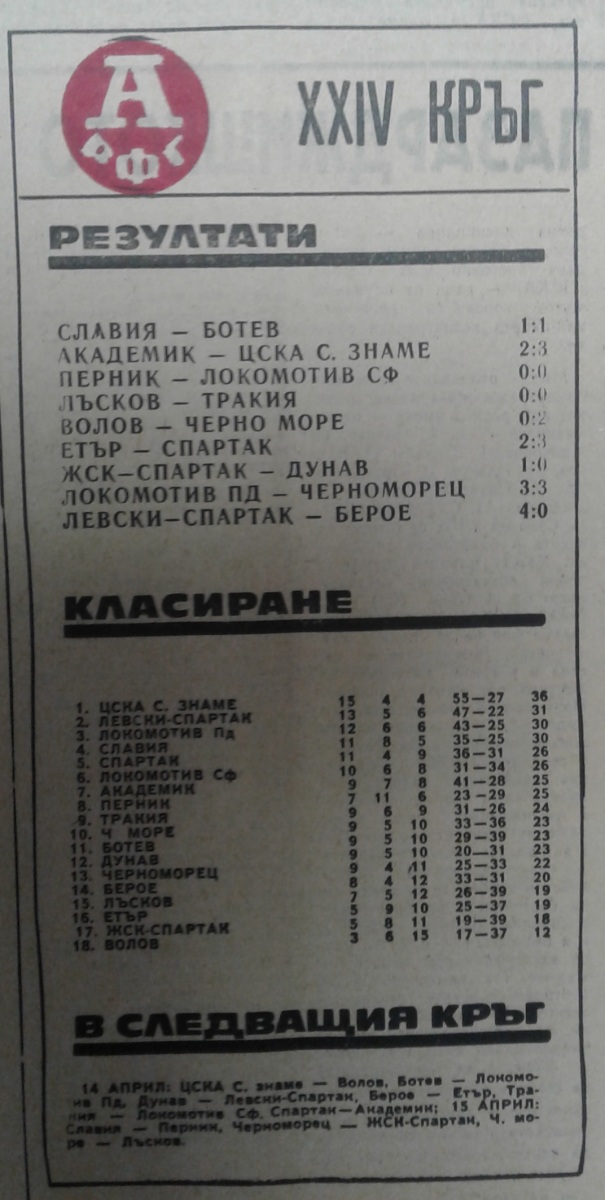 А
РФГ
XXIV КРЪГ
РЕЗУЛТАТИ
СЛАВИЯ — БОТЕВ 1:1
АКАДЕМИК — ЦСКА С. ЗНАМЕ 2:3
ПЕРНИК — ЛОКОМОТИВ СФ 0:0
ЛЪСКОВ — ТРАКИЯ 0:0
ВОЛОВ — ЧЕРНО МОРЕ 0:2
ЕТЪР — СПАРТАК 2:3
ЖСК—СПАРТАК — ДУНАВ 1:0
ЛОКОМОТИВ ПД — ЧЕРНОМОРЕЦ 3:3
ЛЕВСКИ—СПАРТАК — БЕРОЕ 4:0
КЛАСИРАНЕ
1. ЦСКА С. ЗНАМЕ 15 4 4 55—27 36
2. ЛЕВСКИ-СПАРТАК 13 5 6 47—22 31
3. ЛОКОМОТИВ Пд 12 6 6 43—25 30
4. СЛАВИЯ 11 8 5 35—25 30
5. СПАРТАК 11 4 9 36—31 26
6. ЛОКОМОТИВ Сф 10 6 8 31—34 26
7. АКАДЕМИК 9 7 8 41—28 25
8. ПЕРНИК 7 11 6 23—29 25
9. ТРАКИЯ 9 6 9 31—26 24
10. Ч МОРЕ 9 5 10 33—36 23
11. БОТЕВ 9 5 10 29—39 23
12. ДУНАВ 9 5 10 20—31 23
13. ЧЕРНОМОРЕЦ 9 4 11 25—33 22
14. БЕРОЕ 8 4 12 33—31 20
15. ЛЪСКОВ 7 5 12 26—39 19
16. ЕТЪР 5 9 10 25—37 19
17. ЖСК-СПАРТАК 5 8 11 19—39 18
18. ВОЛОВ 3 6 15 17—37 12
В СЛЕДВАЩИЯ КРЪГ
14 АПРИЛ: ЦСКА С. знаме — Волов, Ботев — Локомо-
ив Пд, Дунав — Левски-Спартак, Берое — Етър, Тра-
ия — Локомотив Сф, Спартак—Академик; 15 АПРИЛ:
Славия — Перник, Черноморец — ЖСК-Спартак, Ч. мо-
ре — Лъсков.